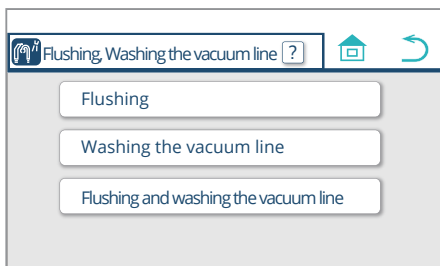 Flushing, Washing the vacuum line ?
Flushing
Washing the vacuum line
Flushing and washing the vacuum line